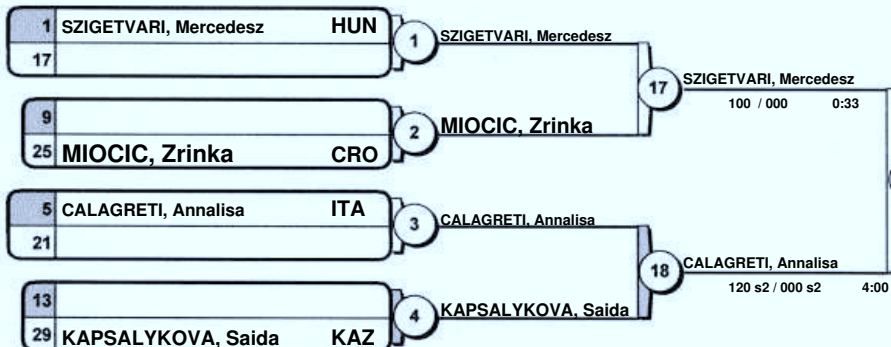 1 SZIGETVARI, Mercedesz HUN
17
1
SZIGETVARI, Mercedesz
9
25 MIOCIC, Zrinka CRO
2
MIOCIC, Zrinka
17
SZIGETVARI, Mercedesz
100 / 000 0:33
5 CALAGRETI, Annalisa ITA
21
3
CALAGRETI, Annalisa
13
29 KAPSALYKOVA, Saida KAZ
4
KAPSALYKOVA, Saida
18
CALAGRETI, Annalisa
120 s2 / 000 s2 4:00